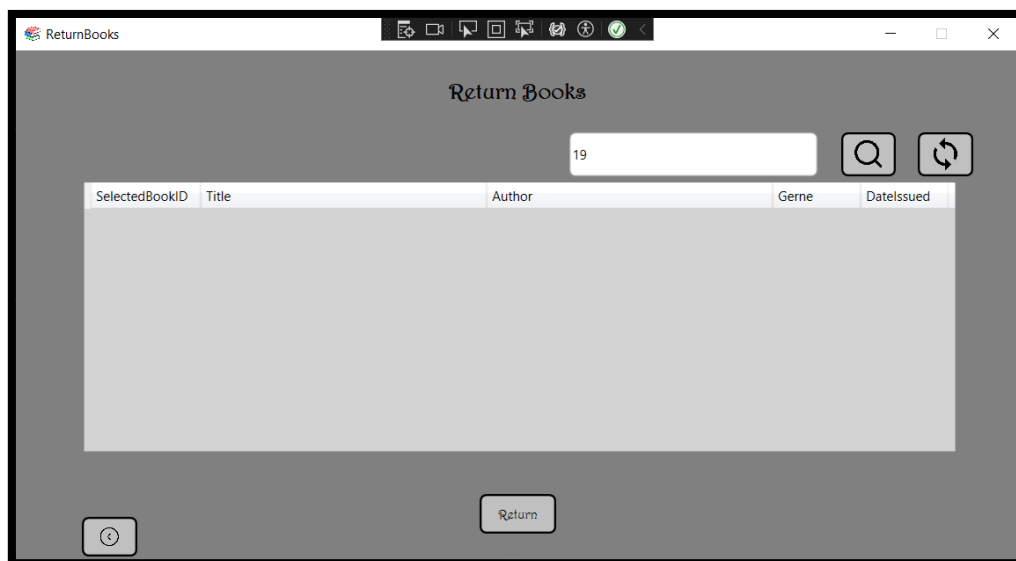 ReturnBooks
Return Books
19
SelectedBookID Title Author Gerne DateIssued
Return